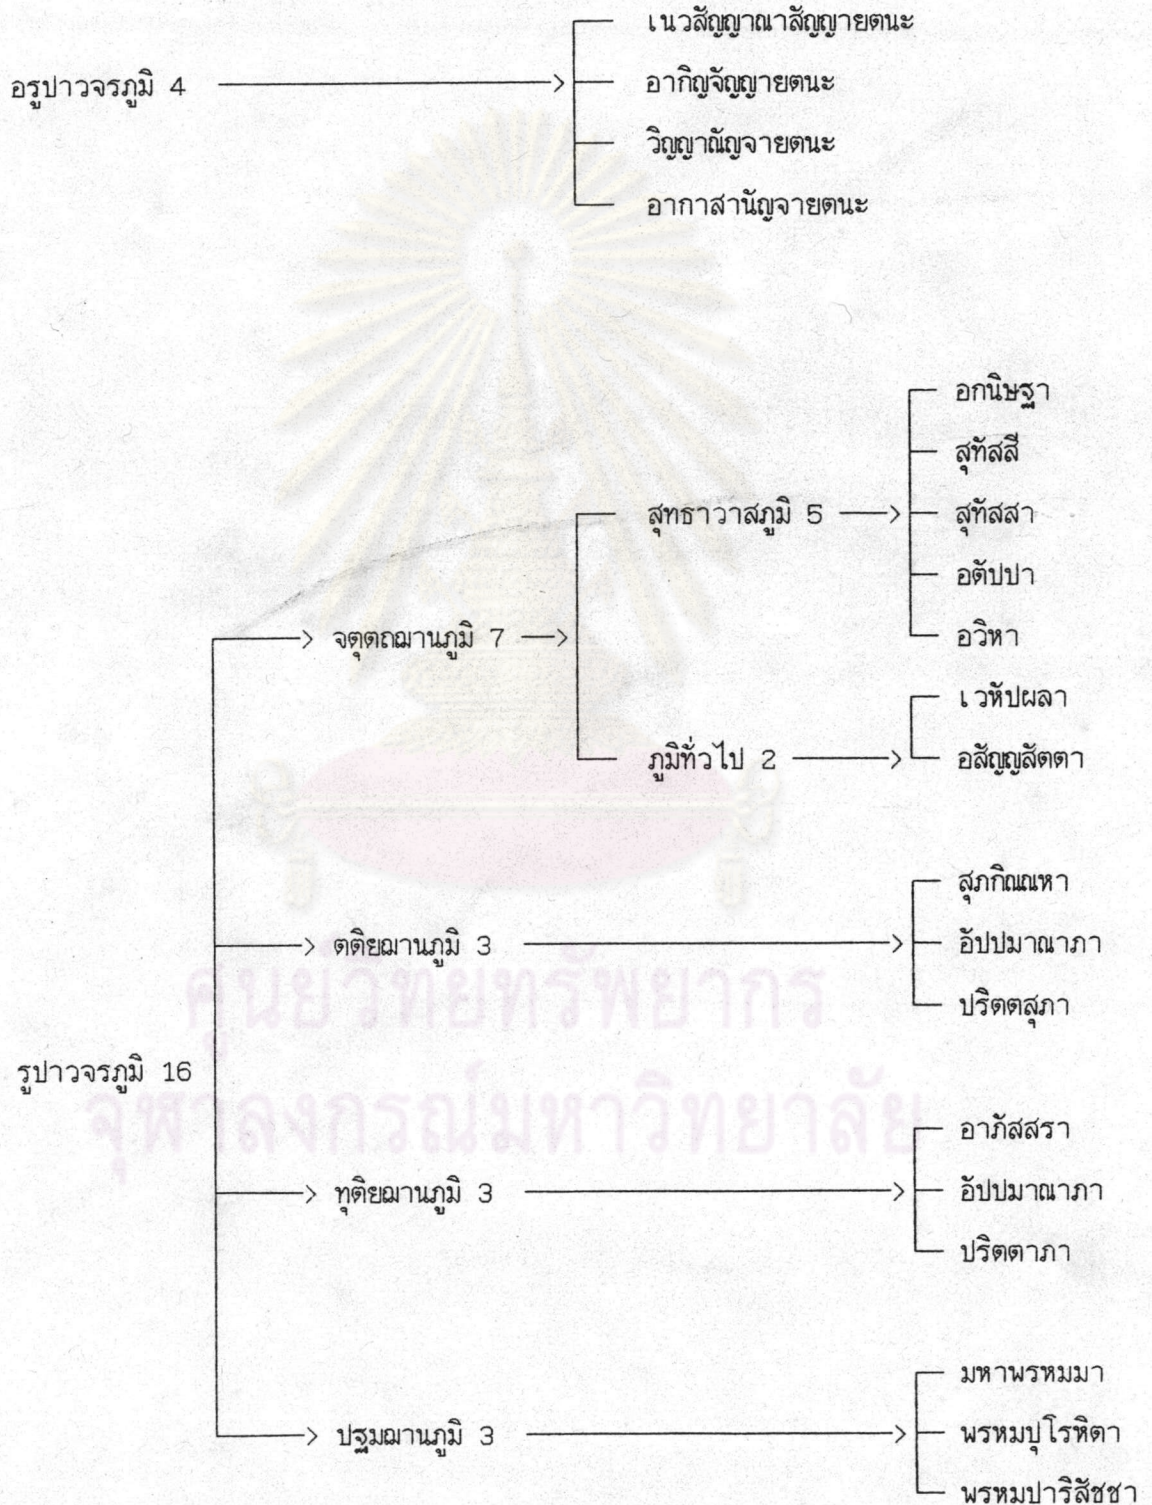 เนวสัญญาณาสัญญายตนะ
อรูปาวจรภูมิ 4
อากิญจัญญายตนะ
วิญญาณัญจายตนะ
อากาสานัญจายตนะ
อกนิษฐา
สุทัสสี
สุทธาวาสภูมิ 5
สุทัสสา
อตัปปา
จตุตถฌานภูมิ 7
อวิหา
เวหัปผลา
ภูมิทั่วไป 2
อสัญญสัตตา
สุภกิณณหา
ตติยฌานภูมิ 3
อัปปมาณาภา
ปริตตสุภา
ศูนย์วิทยทรัพยากร
รูปาวจรภูมิ 16
จุฬาลงกรณ์มหาวิทยาลัย
อาภัสสรา
ทุติยฌานภูมิ 3
อัปปมาณาภา
ปริตตาภา
มหาพรหมมา
ปฐมฌานภูมิ 3
พรหมปุโรหิตา
พรหมปาริสัชชา